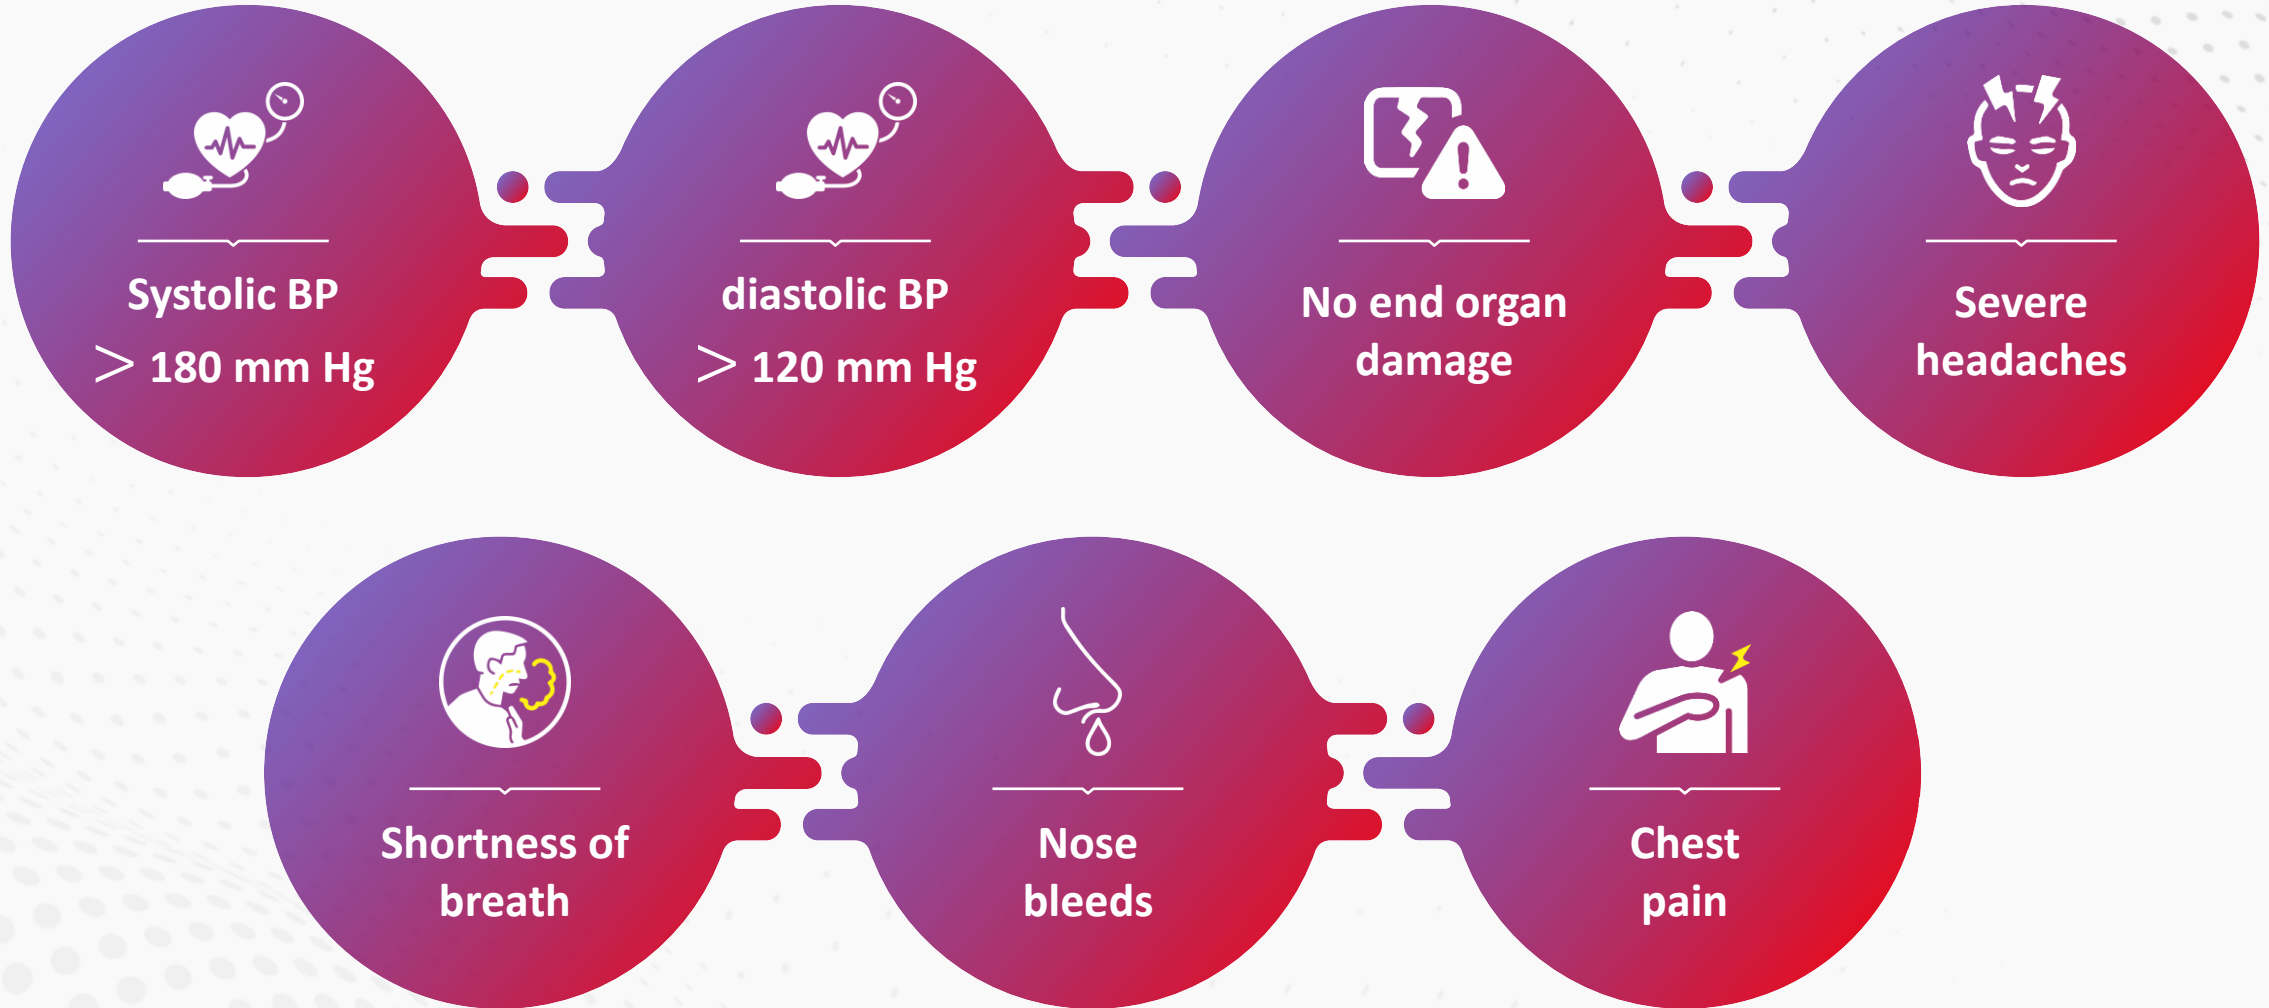 Systolic BP
> 180 mm Hg
diastolic BP
> 120 mm Hg
No end organ
damage
Severe
headaches
Shortness of
breath
Nose
bleeds
Chest
pain